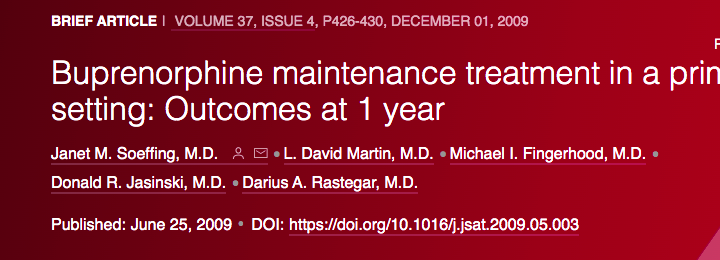 BRIEF ARTICLE | VOLUME 37, ISSUE 4, P426-430, DECEMBER 01, 2009
Buprenorphine maintenance treatment in a
setting: Outcomes at 1 year
Janet M. Soeffing, M.D. • L. David Martin, M.D. • Michael I. Fingerhood, M.D. •
Donald R. Jasinski, M.D. • Darius A. Rastegar, M.D.
Published: June 25, 2009 • DOI: https://doi.org/10.1016/j.jsat.2009.05.003